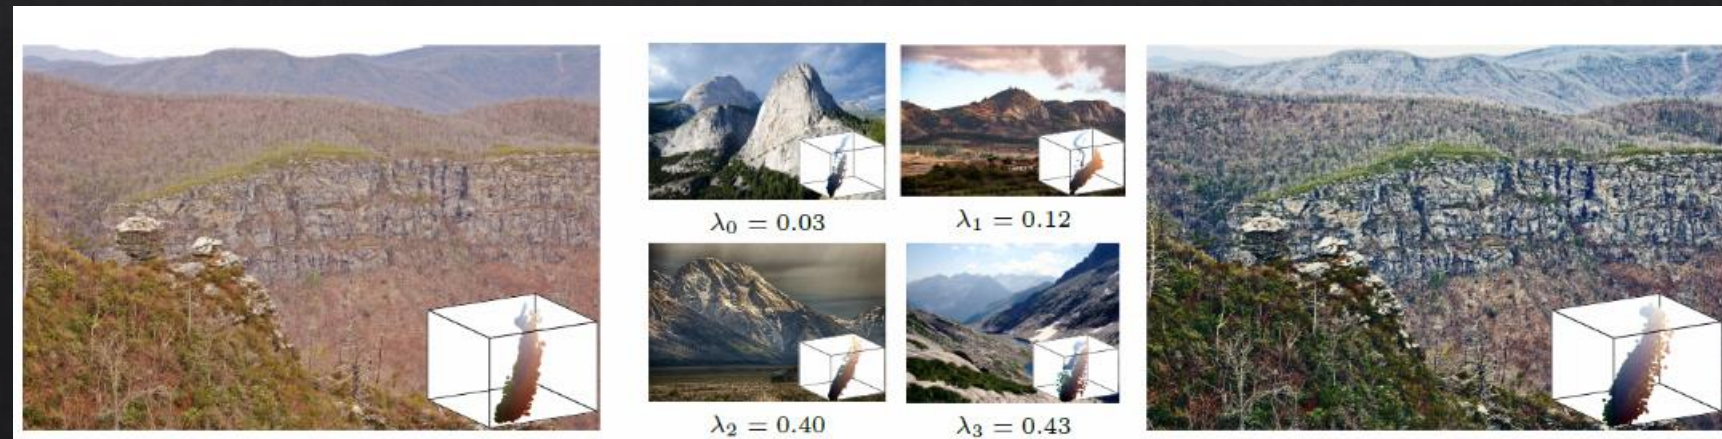 λ₀ = 0.03
λ₁ = 0.12
λ₂ = 0.40
λ₃ = 0.43